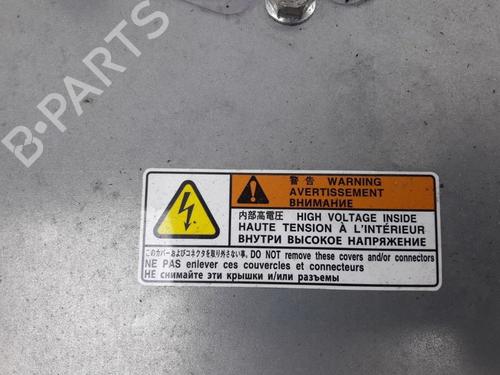 B-PARTS
警告 WARNING
AVERTISSEMENT
ВНИМАНИЕ
内部高電圧 HIGH VOLTAGE INSIDE
HAUTE TENSION À L'INTÉRIEUR
ВНУТРИ ВЫСОКОЕ НАПРЯЖЕНИЕ
このカバーおよびコネクタを取り外さない事. DO NOT remove these covers and/or connectors
NE PAS enlever ces couvercles et connecteurs
НЕ снимайте эти крышки и/или разъемы